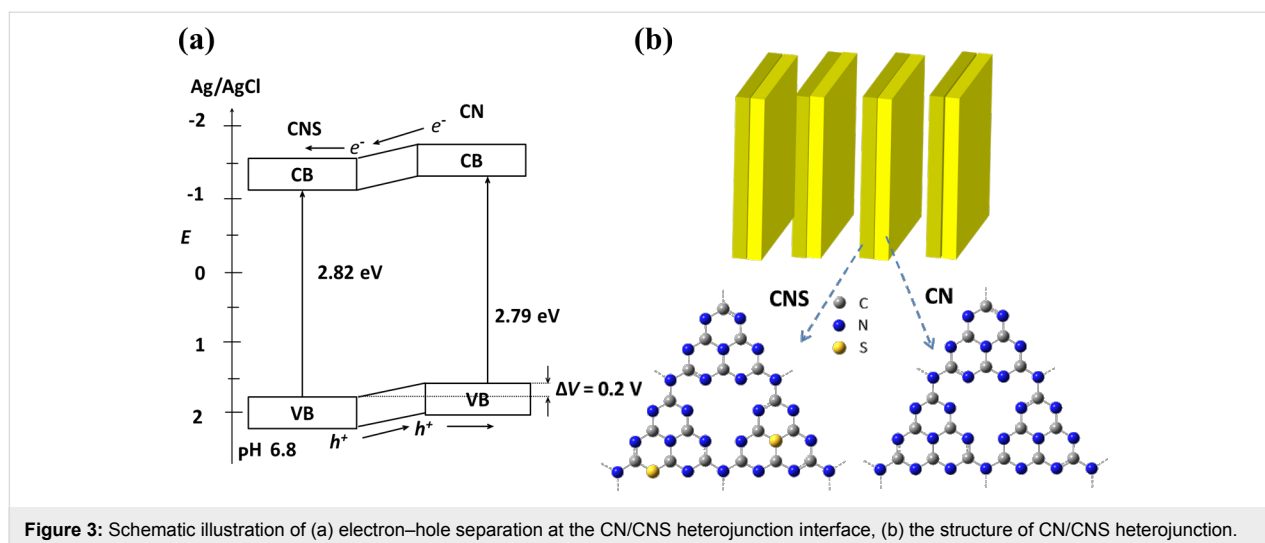 (a)
Ag/AgCl
-2
-1
E
0
1
2
CNS
e-
e-
CN
CB
CB
2.82 eV
2.79 eV
VB
VB
ΔV = 0.2 V
pH 6.8
h+
h+
(b)
CNS
CN
C
N
S
Figure 3: Schematic illustration of (a) electron–hole separation at the CN/CNS heterojunction interface, (b) the structure of CN/CNS heterojunction.